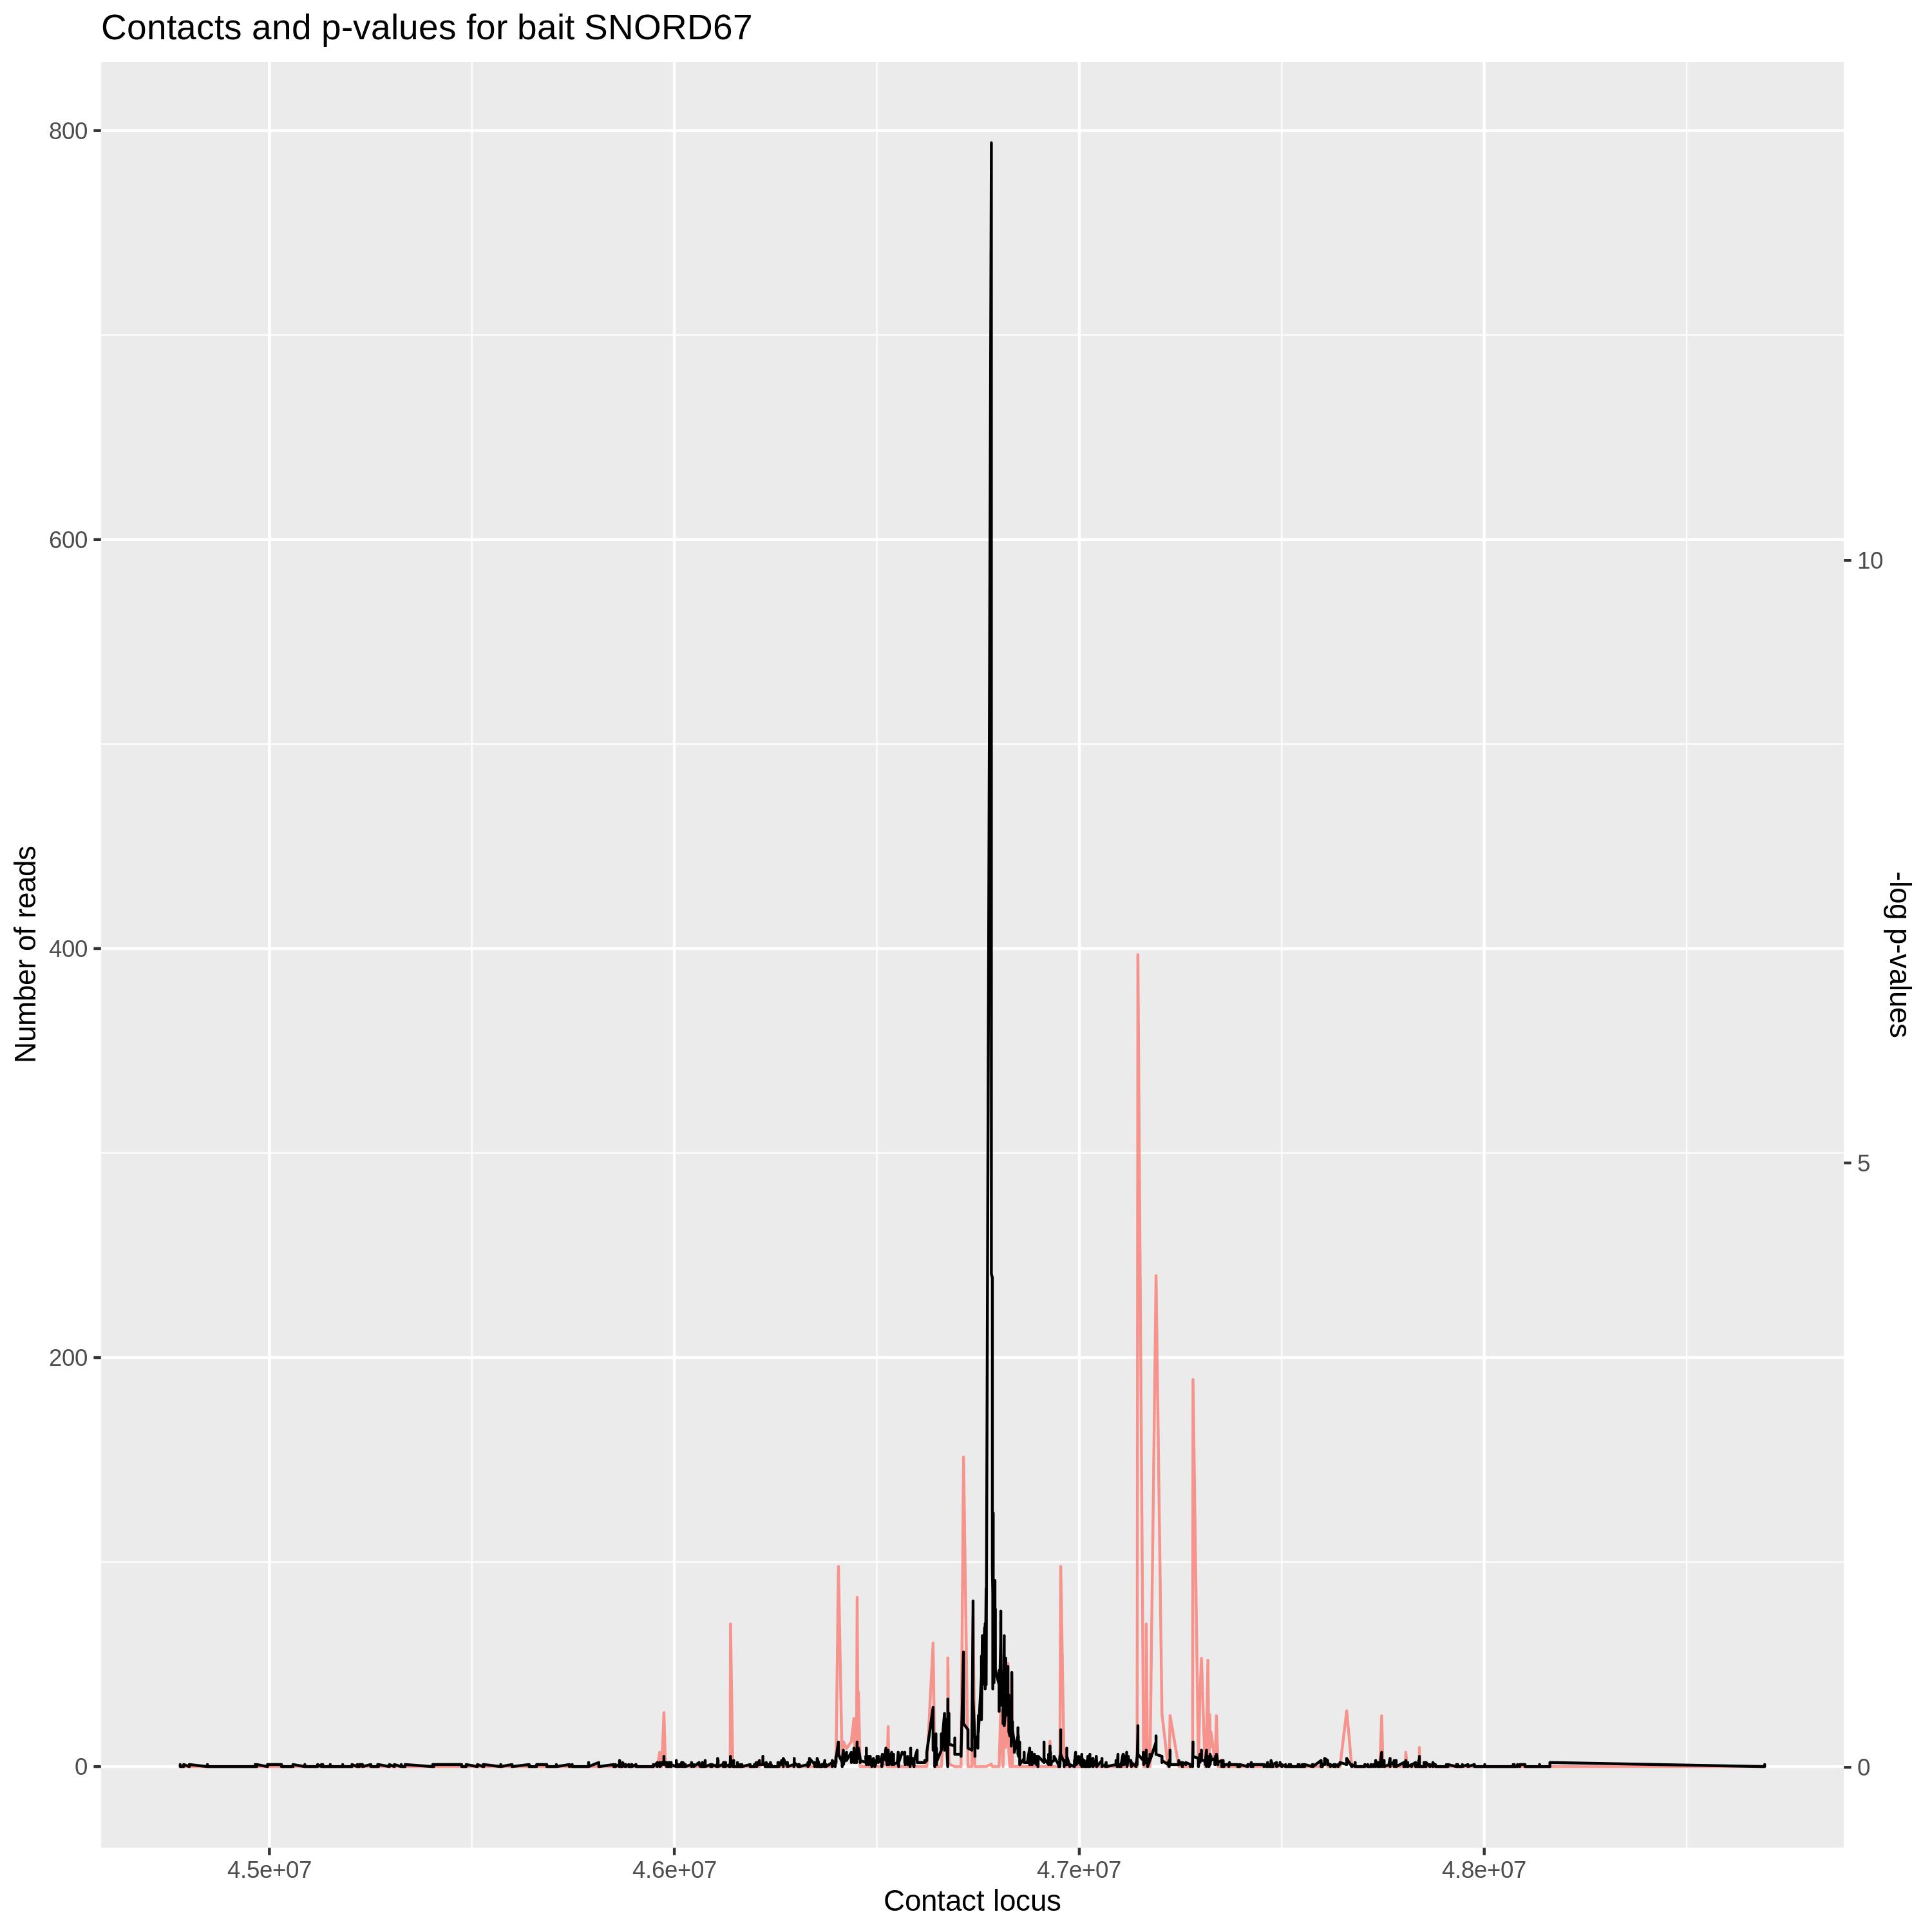 Contacts and p-values for bait SNORD67
800
600
400
200
0
10
5
0
Number of reads
-log p-values
4.5e+07
4.6e+07
4.7e+07
4.8e+07
Contact locus